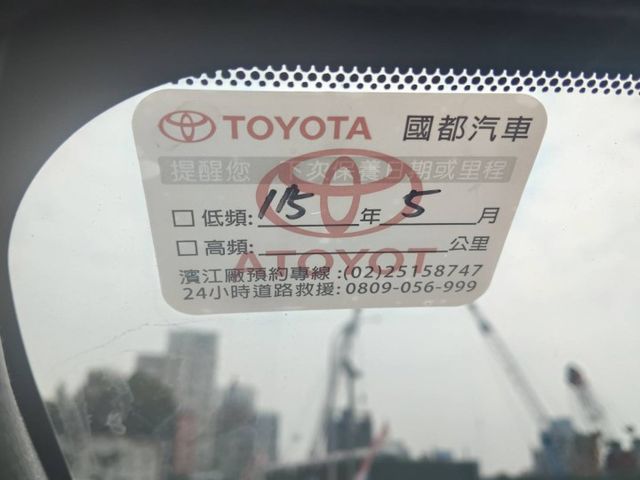 TOYOTA 國都汽車
提醒您 次保養日期或里程
□ 低頻: 115 年 5 月
□ 高頻: 公里
ATOYOT
濱江廠預約專線:(02)25158747
24小時道路救援:0809-056-999